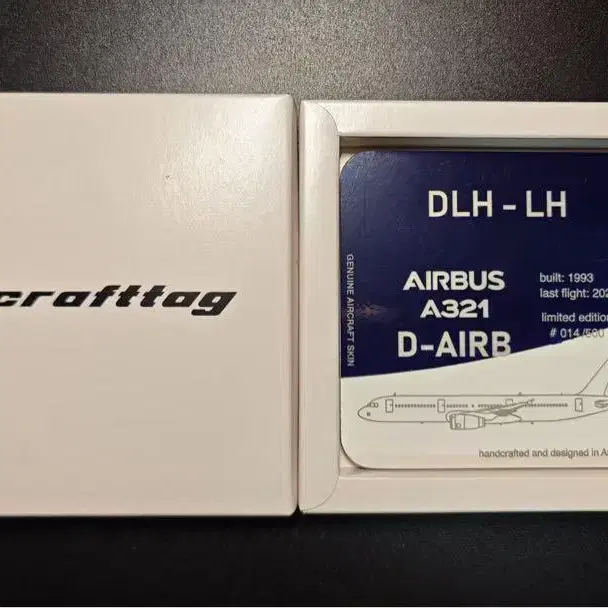 crafttag
DLH - LH
GENUINE AIRCRAFT SKIN
AIRBUS
A321
D-AIRB
built: 1993
last flight: 202
limited edition
# 014/500
handcrafted and designed in A